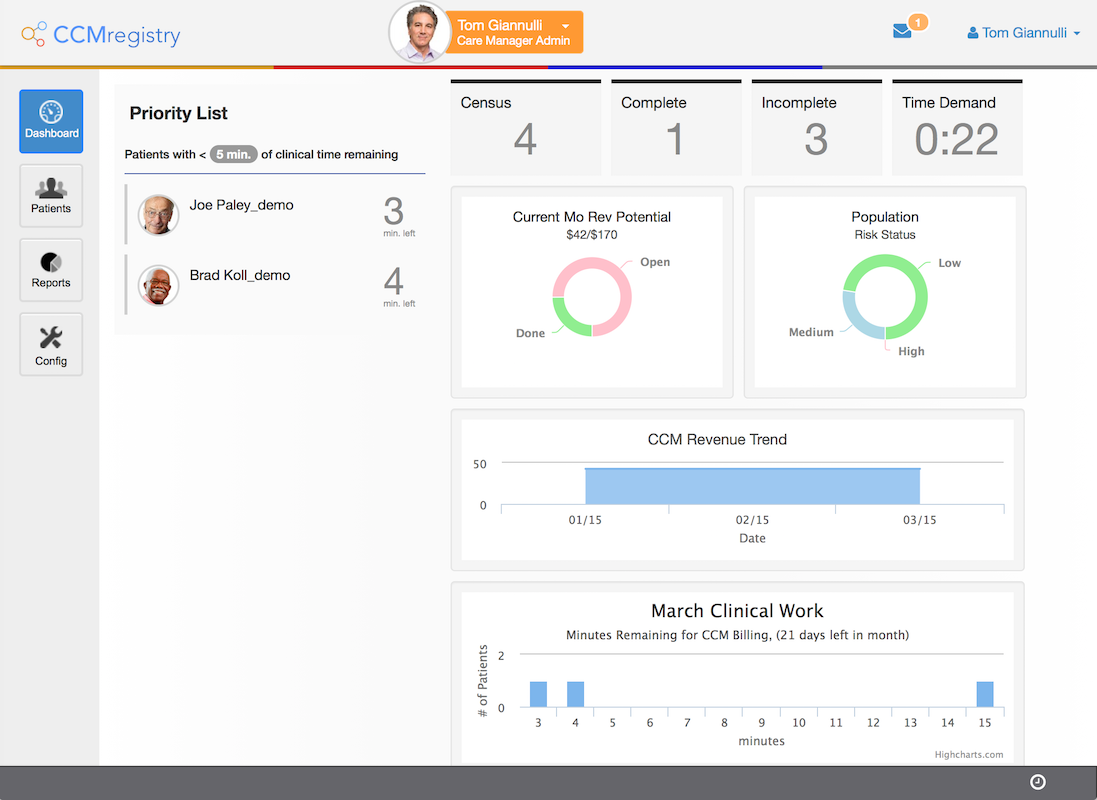 CCMregistry
Tom Giannulli
Care Manager Admin
1
Tom Giannulli
Dashboard
Patients
Reports
Config
Priority List
Patients with < 5 min. of clinical time remaining
Joe Paley_demo
3
min. left
Brad Koll_demo
4
min. left
Census
4
Complete
1
Incomplete
3
Time Demand
0:22
Current Mo Rev Potential
$42/$170
Open
Done
Population
Risk Status
Low
Medium
High
CCM Revenue Trend
50
0
01/15 02/15 03/15
Date
March Clinical Work
Minutes Remaining for CCM Billing, (21 days left in month)
# of Patients
2
0
3 4 5 6 7 8 9 10 11 12 13 14 15
minutes
Highcharts.com